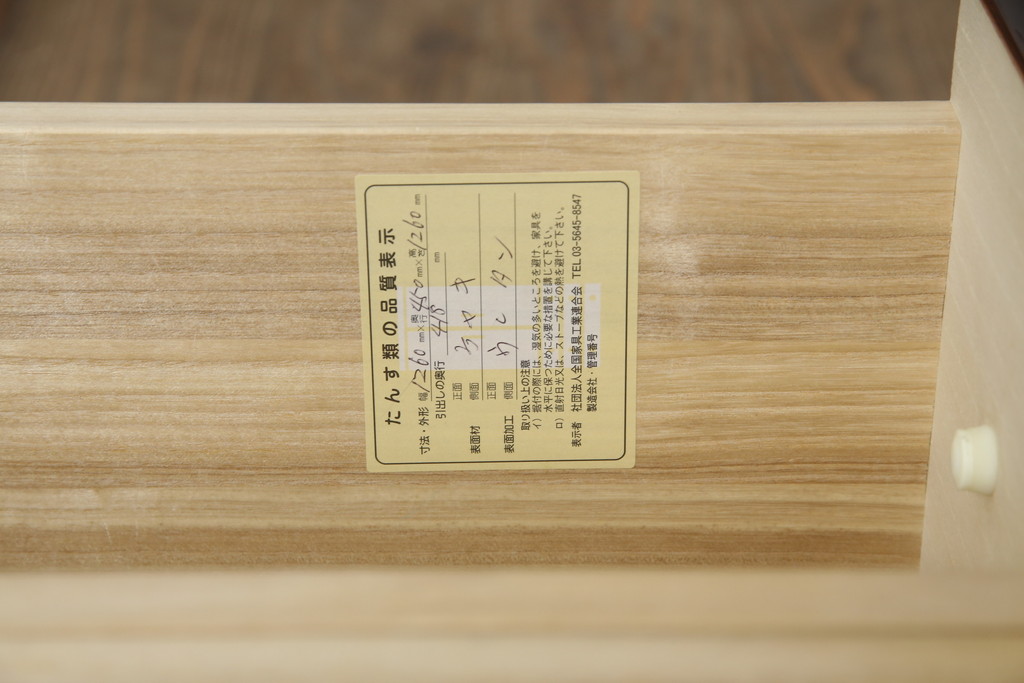 たんす類の品質表示
寸法・外形 幅1260mm×奥行450mm×高さ1260mm
引出しの奥行 418 mm
表面材 正面 ケヤキ
側面
表面加工 正面 ウレタン
側面
取り扱い上の注意
イ）据付の際には、湿気の多いところを避け、家具を
水平に保つために必要な措置を講じて下さい。
ロ）直射日光又は、ストーブなどの熱を避けて下さい。
表示者 社団法人全国家具工業連合会 TEL 03-5645-8547
製造会社・管理番号